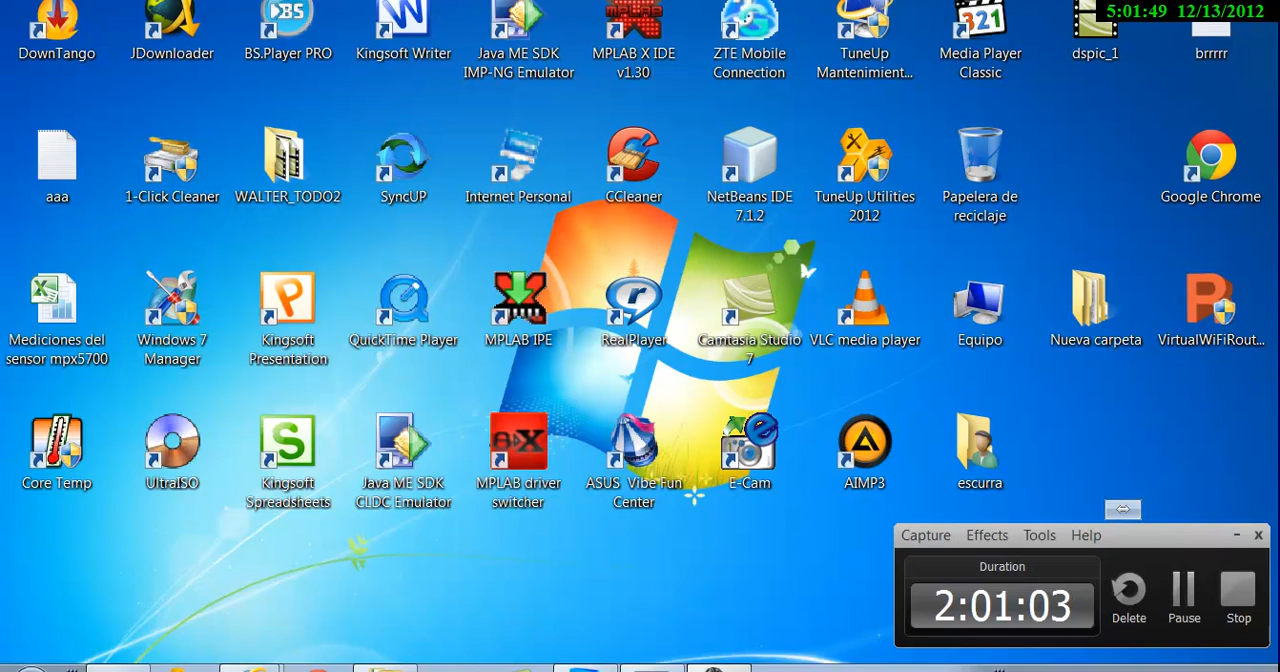 5:01:49 12/13/2012
DownTango
JDownloader
BS.Player PRO
Kingsoft Writer
Java ME SDK
IMP-NG Emulator
MPLAB X IDE
v1.30
ZTE Mobile
Connection
TuneUp
Mantenimient...
Media Player
Classic
dspic_1
brrrrr
aaa
1-Click Cleaner
WALTER_TODO2
SyncUP
Internet Personal
CCleaner
NetBeans IDE
7.1.2
TuneUp Utilities
2012
Papelera de
reciclaje
Google Chrome
Mediciones del
sensor mpx5700
Windows 7
Manager
Kingsoft
Presentation
QuickTime Player
MPLAB IPE
RealPlayer
Camtasia Studio
7
VLC media player
Equipo
Nueva carpeta
VirtualWiFiRout...
Core Temp
UltraISO
Kingsoft
Spreadsheets
Java ME SDK
CLDC Emulator
MPLAB driver
switcher
ASUS Vibe Fun
Center
E-Cam
AIMP3
escurra
Capture Effects Tools Help
Duration
2:01:03
Delete
Pause
Stop